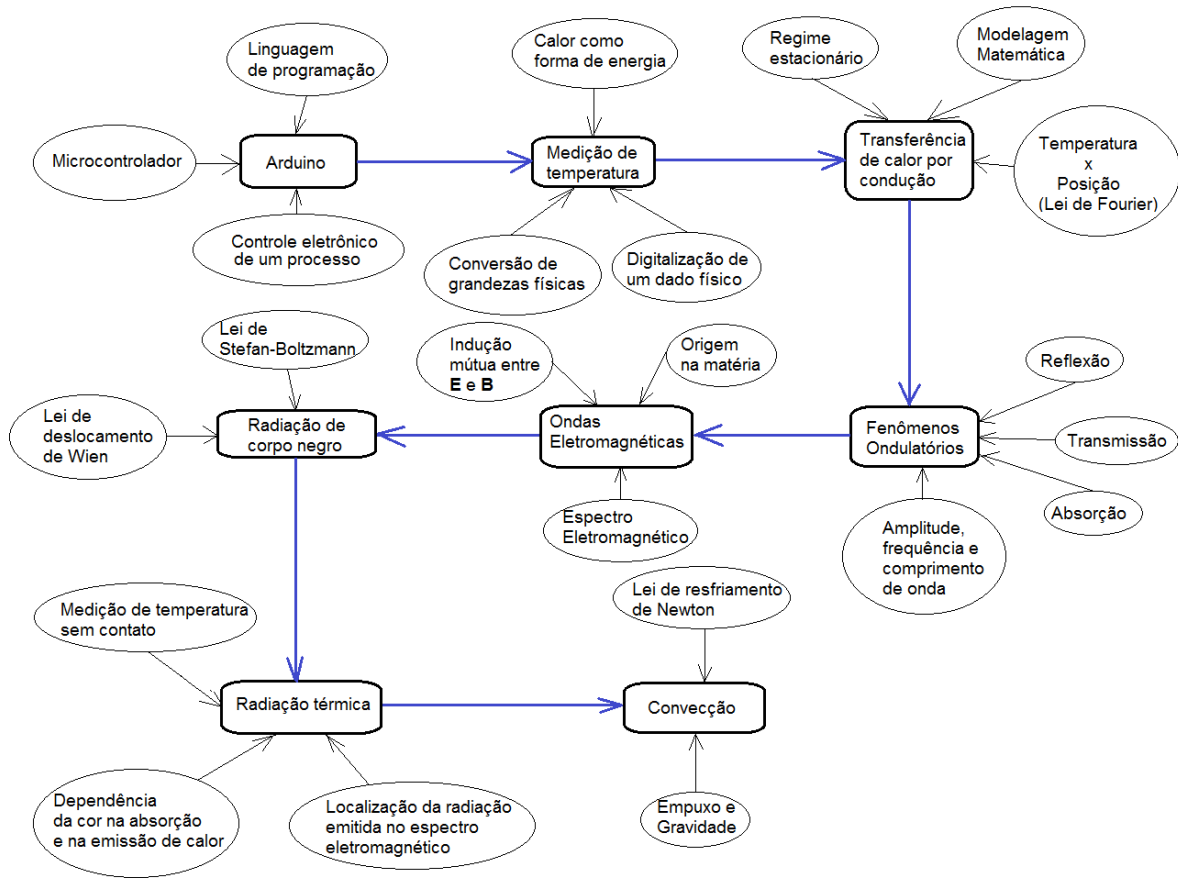 Linguagem
de programação
Calor como
forma de energia
Regime
estacionário
Modelagem
Matemática
Microcontrolador
Arduino
Medição de
temperatura
Transferência
de calor por
condução
Temperatura
x
Posição
(Lei de Fourier)
Controle eletrônico
de um processo
Conversão de
grandezas físicas
Digitalização de
um dado físico
Lei de
Stefan-Boltzmann
Indução
mútua entre
E e B
Origem
na matéria
Reflexão
Lei de
deslocamento
de Wien
Radiação de
corpo negro
Ondas
Eletromagnéticas
Fenômenos
Ondulatórios
Transmissão
Absorção
Espectro
Eletromagnético
Amplitude,
frequência e
comprimento
de onda
Medição de temperatura
sem contato
Lei de resfriamento
de Newton
Radiação térmica
Convecção
Dependência
da cor na absorção
e na emissão de calor
Localização da radiação
emitida no espectro
eletromagnético
Empuxo e
Gravidade